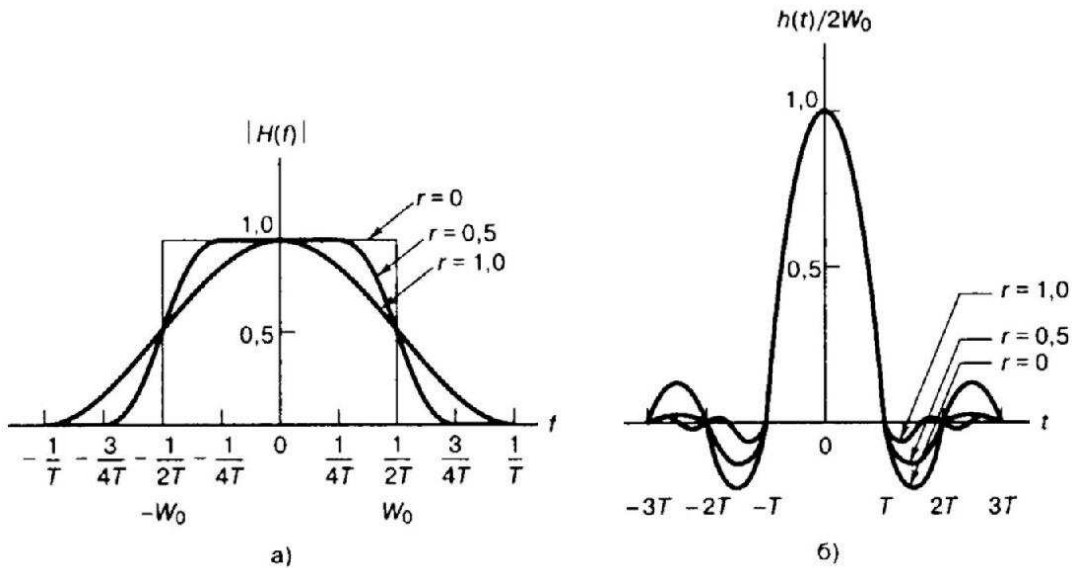 |H(f)|
1,0
0,5
r = 0
r = 0,5
r = 1,0
f
-1/T -3/4T -1/2T -1/4T 0 1/4T 1/2T 3/4T 1/T
-W₀ W₀
а)
h(t)/2W₀
1,0
0,5
r = 1,0
r = 0,5
r = 0
0 t
-3T -2T -T T 2T 3T
б)